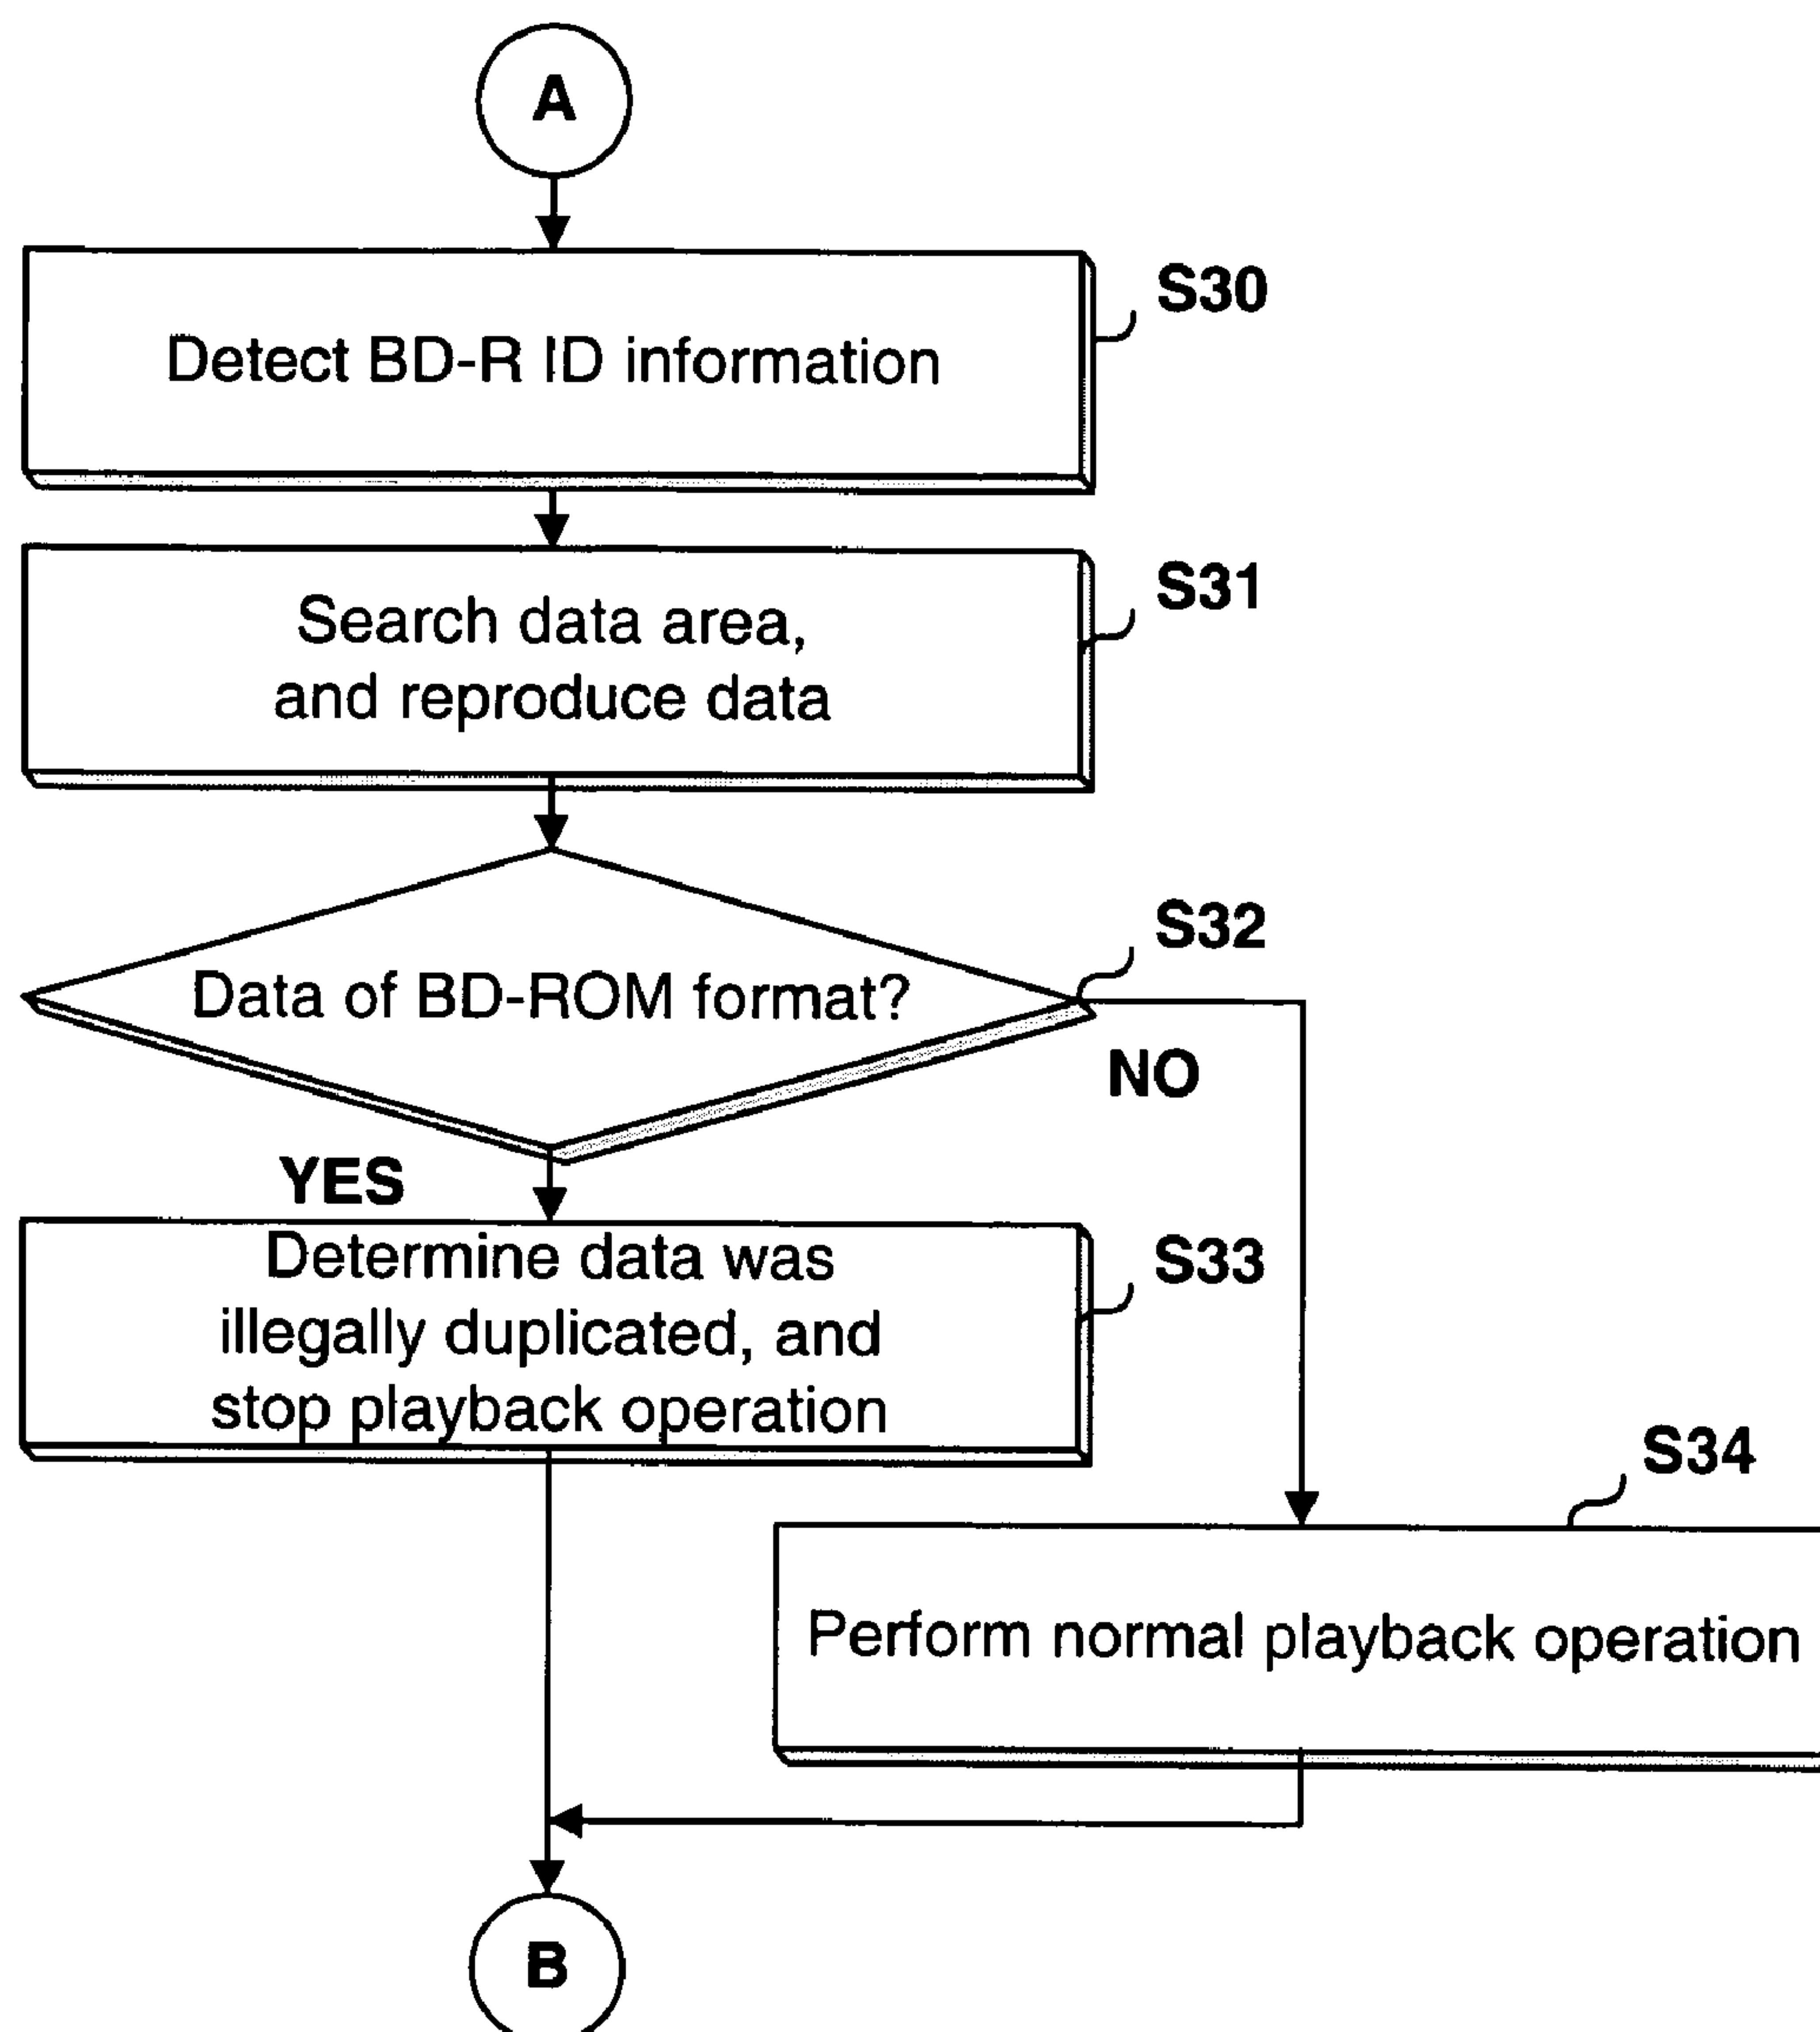 A
S30
Detect BD-R ID information
S31
Search data area,
and reproduce data
S32
Data of BD-ROM format?
NO
YES
S33
Determine data was
illegally duplicated, and
stop playback operation
S34
Perform normal playback operation
B